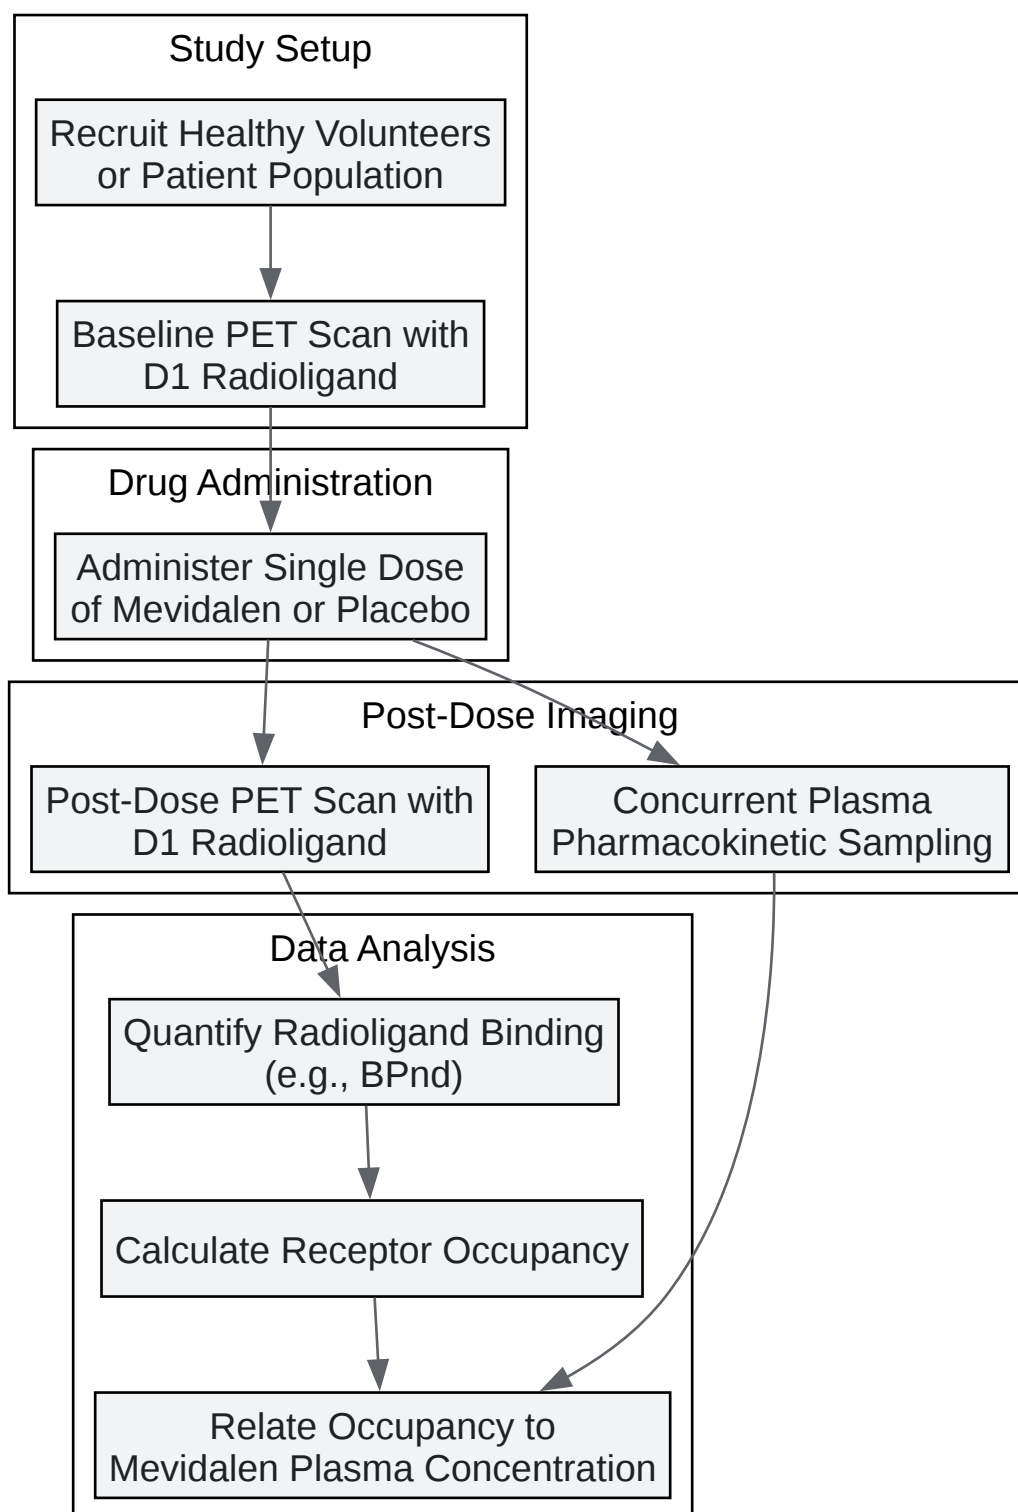 Study Setup
Recruit Healthy Volunteers
or Patient Population
Baseline PET Scan with
D1 Radioligand
Drug Administration
Administer Single Dose
of Mevidalen or Placebo
Post-Dose Imaging
Post-Dose PET Scan with
D1 Radioligand
Concurrent Plasma
Pharmacokinetic Sampling
Data Analysis
Quantify Radioligand Binding
(e.g., BPnd)
Calculate Receptor Occupancy
Relate Occupancy to
Mevidalen Plasma Concentration